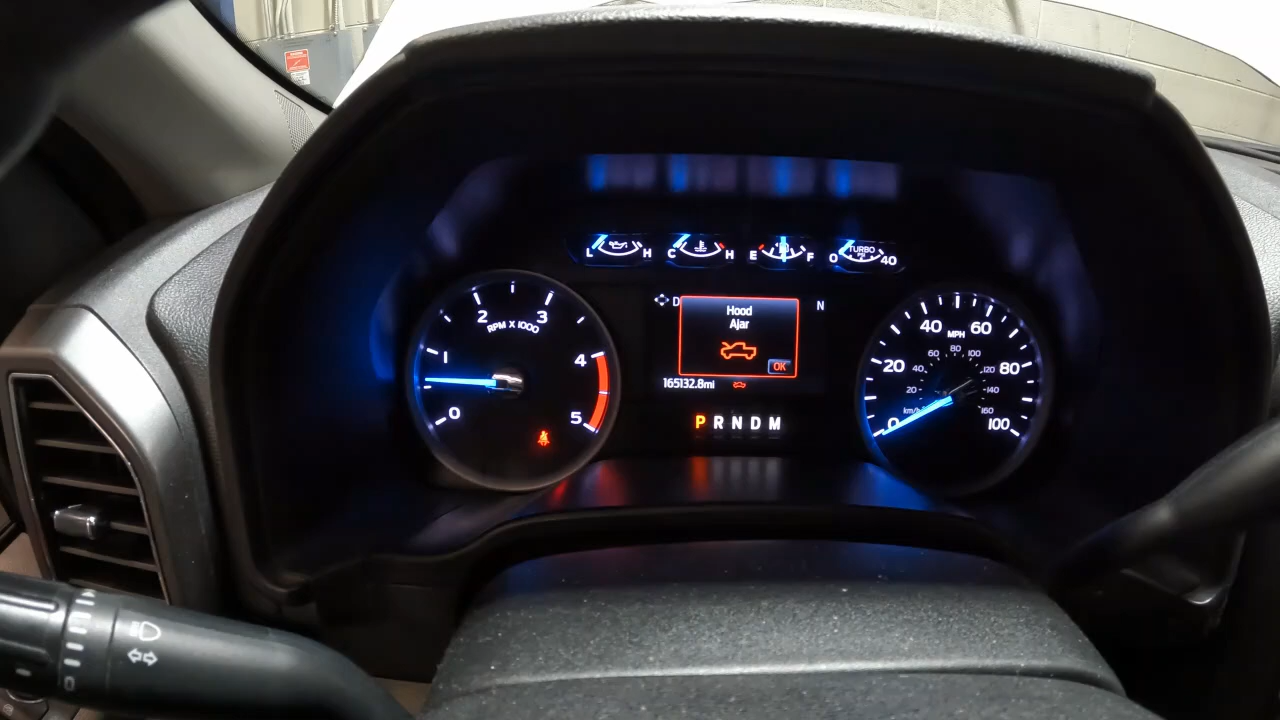 L H C H E F 0 TURBO PSI 40
D
N
Hood
Ajar
OK
165132.8mi
P R N D M
0 1 2 3 4 5
RPM X 1000
0 20 40 60 80 100
MPH
20 40 60 80 100 120 140 160
km/h